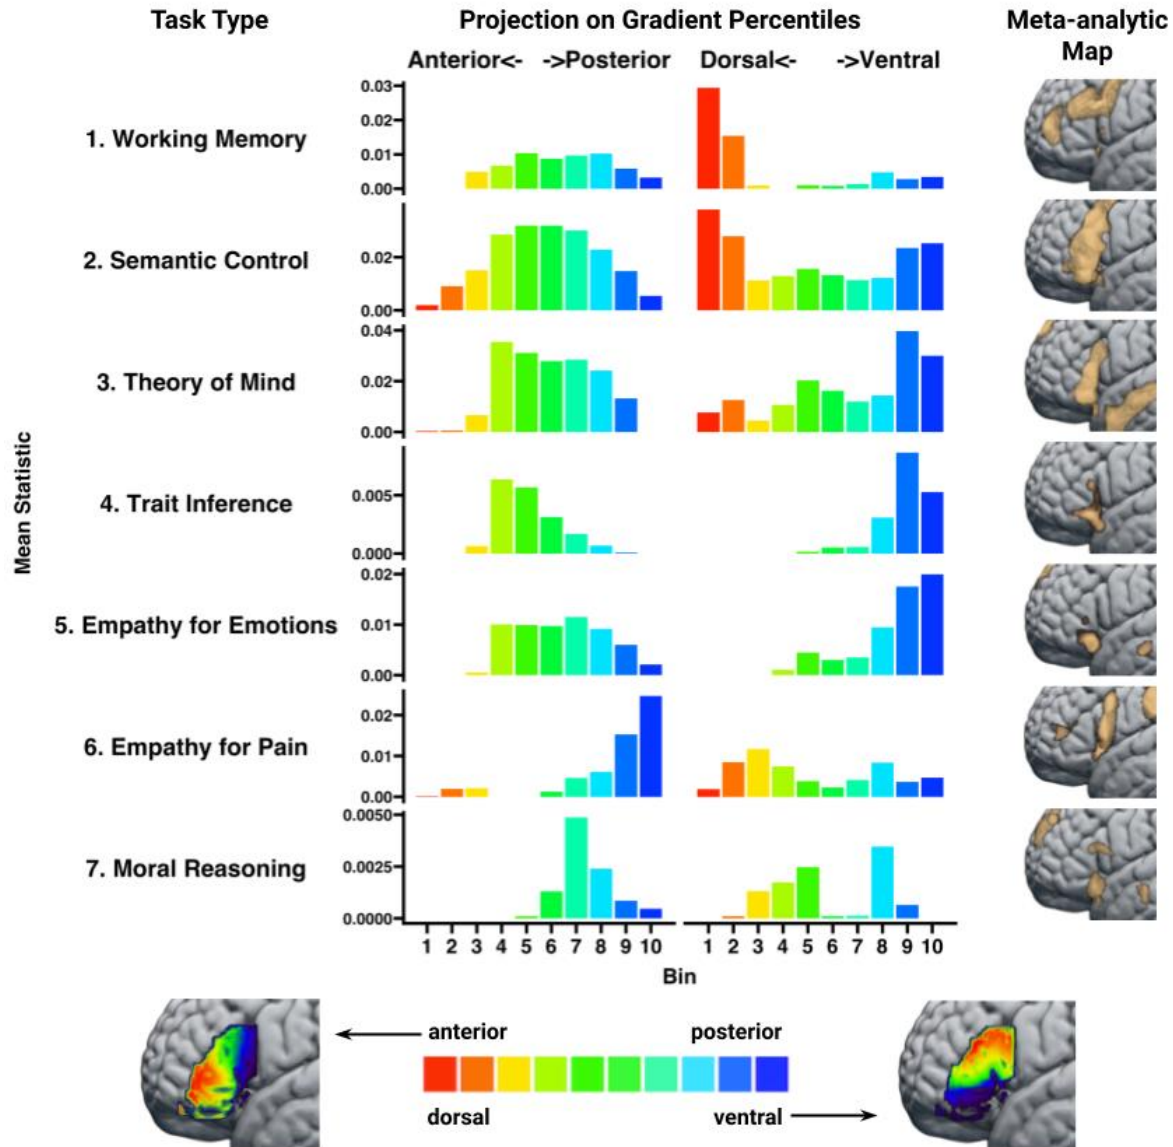 Task Type Projection on Gradient Percentiles Meta-analytic
Map
Anterior<- ->Posterior Dorsal<- ->Ventral
0.03
0.02
0.01
0.00
1. Working Memory
0.02
0.00
2. Semantic Control
0.04
0.02
0.00
3. Theory of Mind
Mean Statistic
0.005
0.000
4. Trait Inference
0.02
0.01
0.00
5. Empathy for Emotions
0.02
0.01
0.00
6. Empathy for Pain
0.0050
0.0025
0.0000
7. Moral Reasoning
1 2 3 4 5 6 7 8 9 10 1 2 3 4 5 6 7 8 9 10
Bin
anterior posterior
dorsal ventral